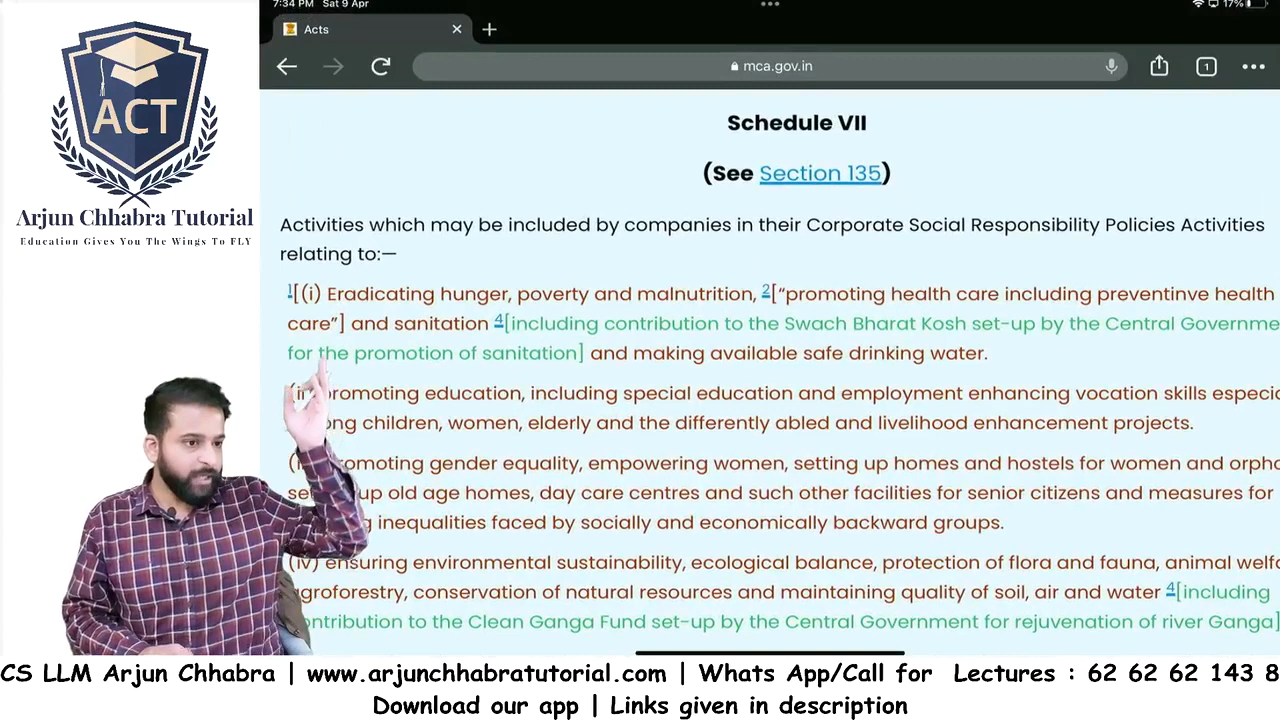 7:34 PM Sat 9 Apr
17%
Acts
mca.gov.in
1
ACT
Arjun Chhabra Tutorial
Education Gives You The Wings To FLY
Schedule VII
(See Section 135)
Activities which may be included by companies in their Corporate Social Responsibility Policies Activities
relating to:—
1[(i) Eradicating hunger, poverty and malnutrition, 2["promoting health care including preventinve health
care"] and sanitation 4[including contribution to the Swach Bharat Kosh set-up by the Central Governme
for the promotion of sanitation] and making available safe drinking water.
promoting education, including special education and employment enhancing vocation skills especia
ong children, women, elderly and the differently abled and livelihood enhancement projects.
omoting gender equality, empowering women, setting up homes and hostels for women and orpha
set up old age homes, day care centres and such other facilities for senior citizens and measures for
inequalities faced by socially and economically backward groups.
(iv) ensuring environmental sustainability, ecological balance, protection of flora and fauna, animal welfa
agroforestry, conservation of natural resources and maintaining quality of soil, air and water 4[including
ontribution to the Clean Ganga Fund set-up by the Central Government for rejuvenation of river Ganga]
CS LLM Arjun Chhabra | www.arjunchhabratutorial.com | Whats App/Call for Lectures : 62 62 62 143 8
Download our app | Links given in description